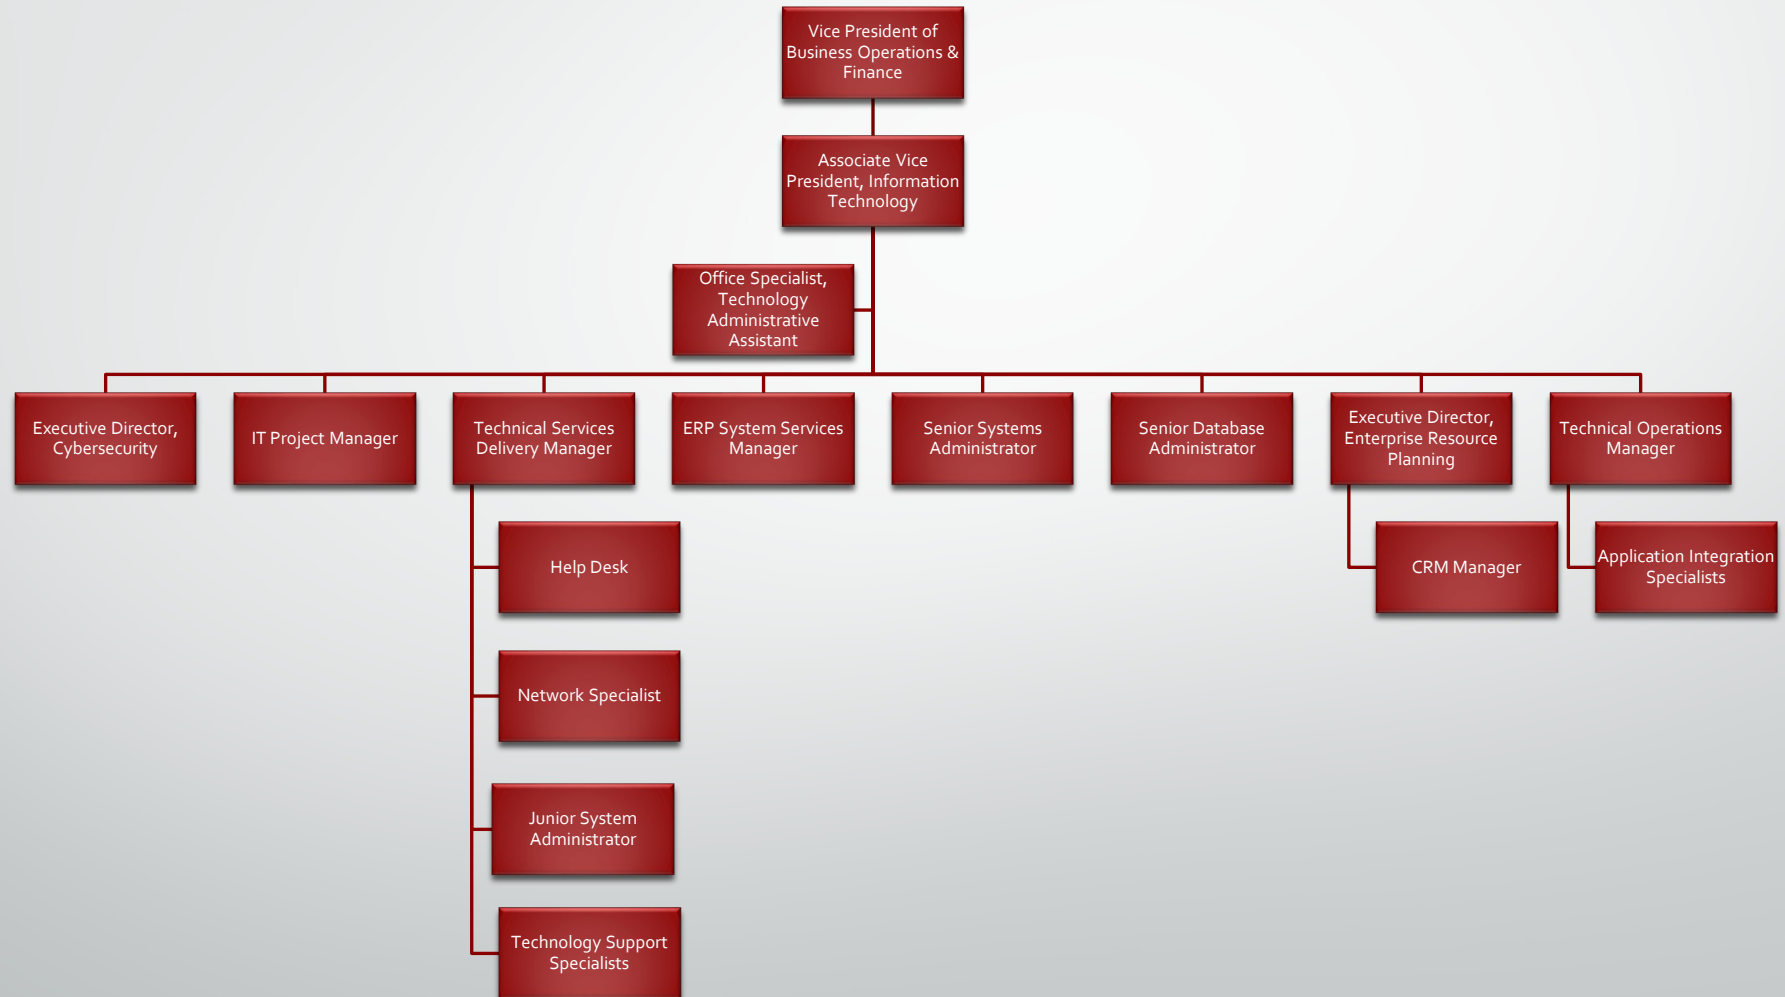 Vice President of
Business Operations &
Finance
Associate Vice
President, Information
Technology
Office Specialist,
Technology
Administrative
Assistant
Executive Director,
Cybersecurity
IT Project Manager
Technical Services
Delivery Manager
ERP System Services
Manager
Senior Systems
Administrator
Senior Database
Administrator
Executive Director,
Enterprise Resource
Planning
Technical Operations
Manager
Help Desk
CRM Manager
Application Integration
Specialists
Network Specialist
Junior System
Administrator
Technology Support
Specialists